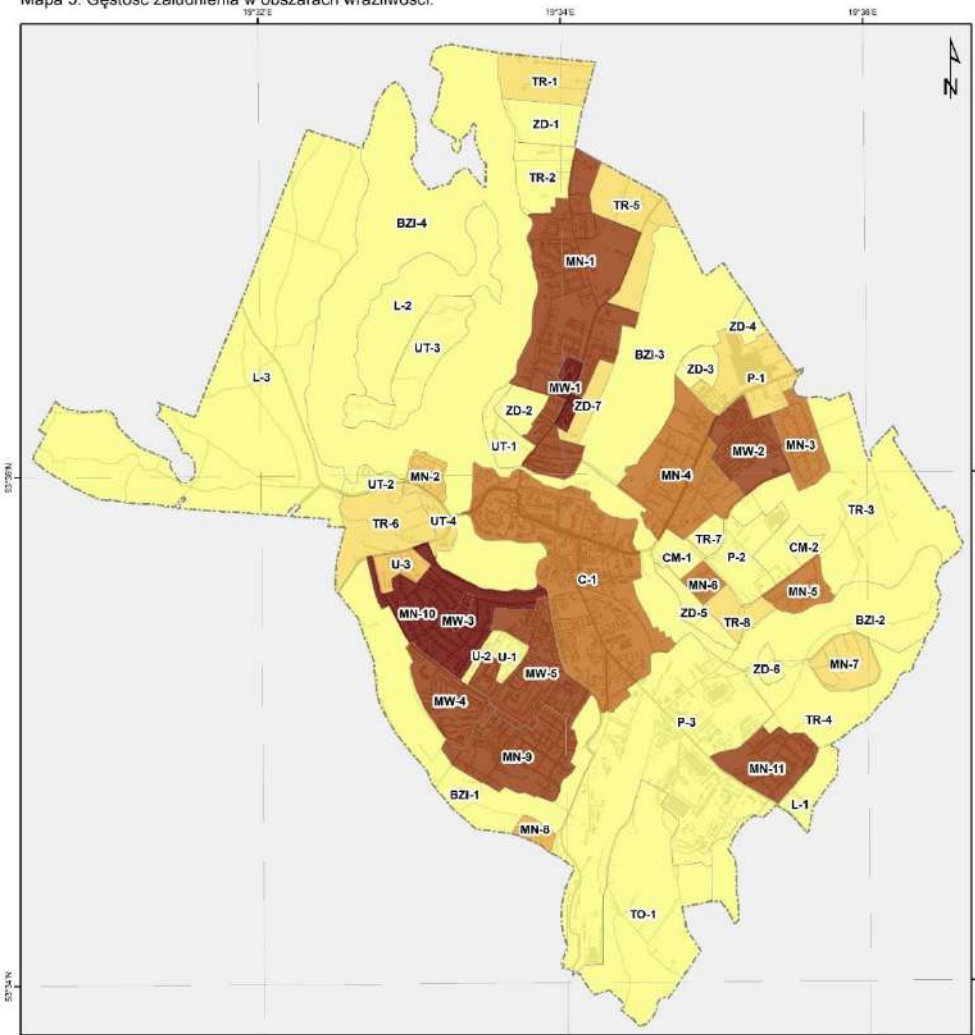 Mapa 5. Gęstość zaludnienia w obszarach wrażliwości.
19°32'E
19°34'E
19°36'E
N
TR-1
ZD-1
TR-2
TR-5
BZI-4
MN-1
L-2
ZD-4
UT-3
BZI-3
ZD-3
L-3
P-1
MW-1
ZD-7
ZD-2
UT-1
MW-2
MN-3
53°36'N
MN-2
MN-4
UT-2
TR-3
TR-6
UT-4
TR-7
CM-2
CM-1
P-2
U-3
C-1
MN-6
MN-5
MN-10
MW-3
ZD-5
TR-8
BZI-2
U-2
U-1
MN-7
MW-5
ZD-6
MW-4
P-3
TR-4
MN-9
MN-11
BZI-1
L-1
MN-8
TO-1
53°34'N